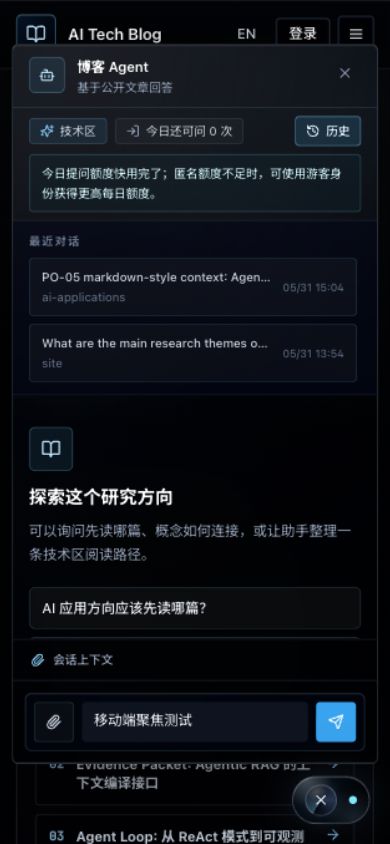 AI Tech Blog
EN
登录
博客 Agent
基于公开文章回答
技术区
今日还可问 0 次
历史
今日提问额度快用完了；匿名额度不足时，可使用游客身
份获得更高每日额度。
最近对话
PO-05 markdown-style context: Agen...
05/31 15:04
ai-applications
What are the main research themes o...
05/31 13:54
site
探索这个研究方向
可以询问先读哪篇、概念如何连接，或让助手整理一
条技术区阅读路径。
AI 应用方向应该先读哪篇？
会话上下文
移动端聚焦测试
02 Evidence Packet: Agentic RAG 的上
下文编译接口
03 Agent Loop: 从 ReAct 模式到可观测